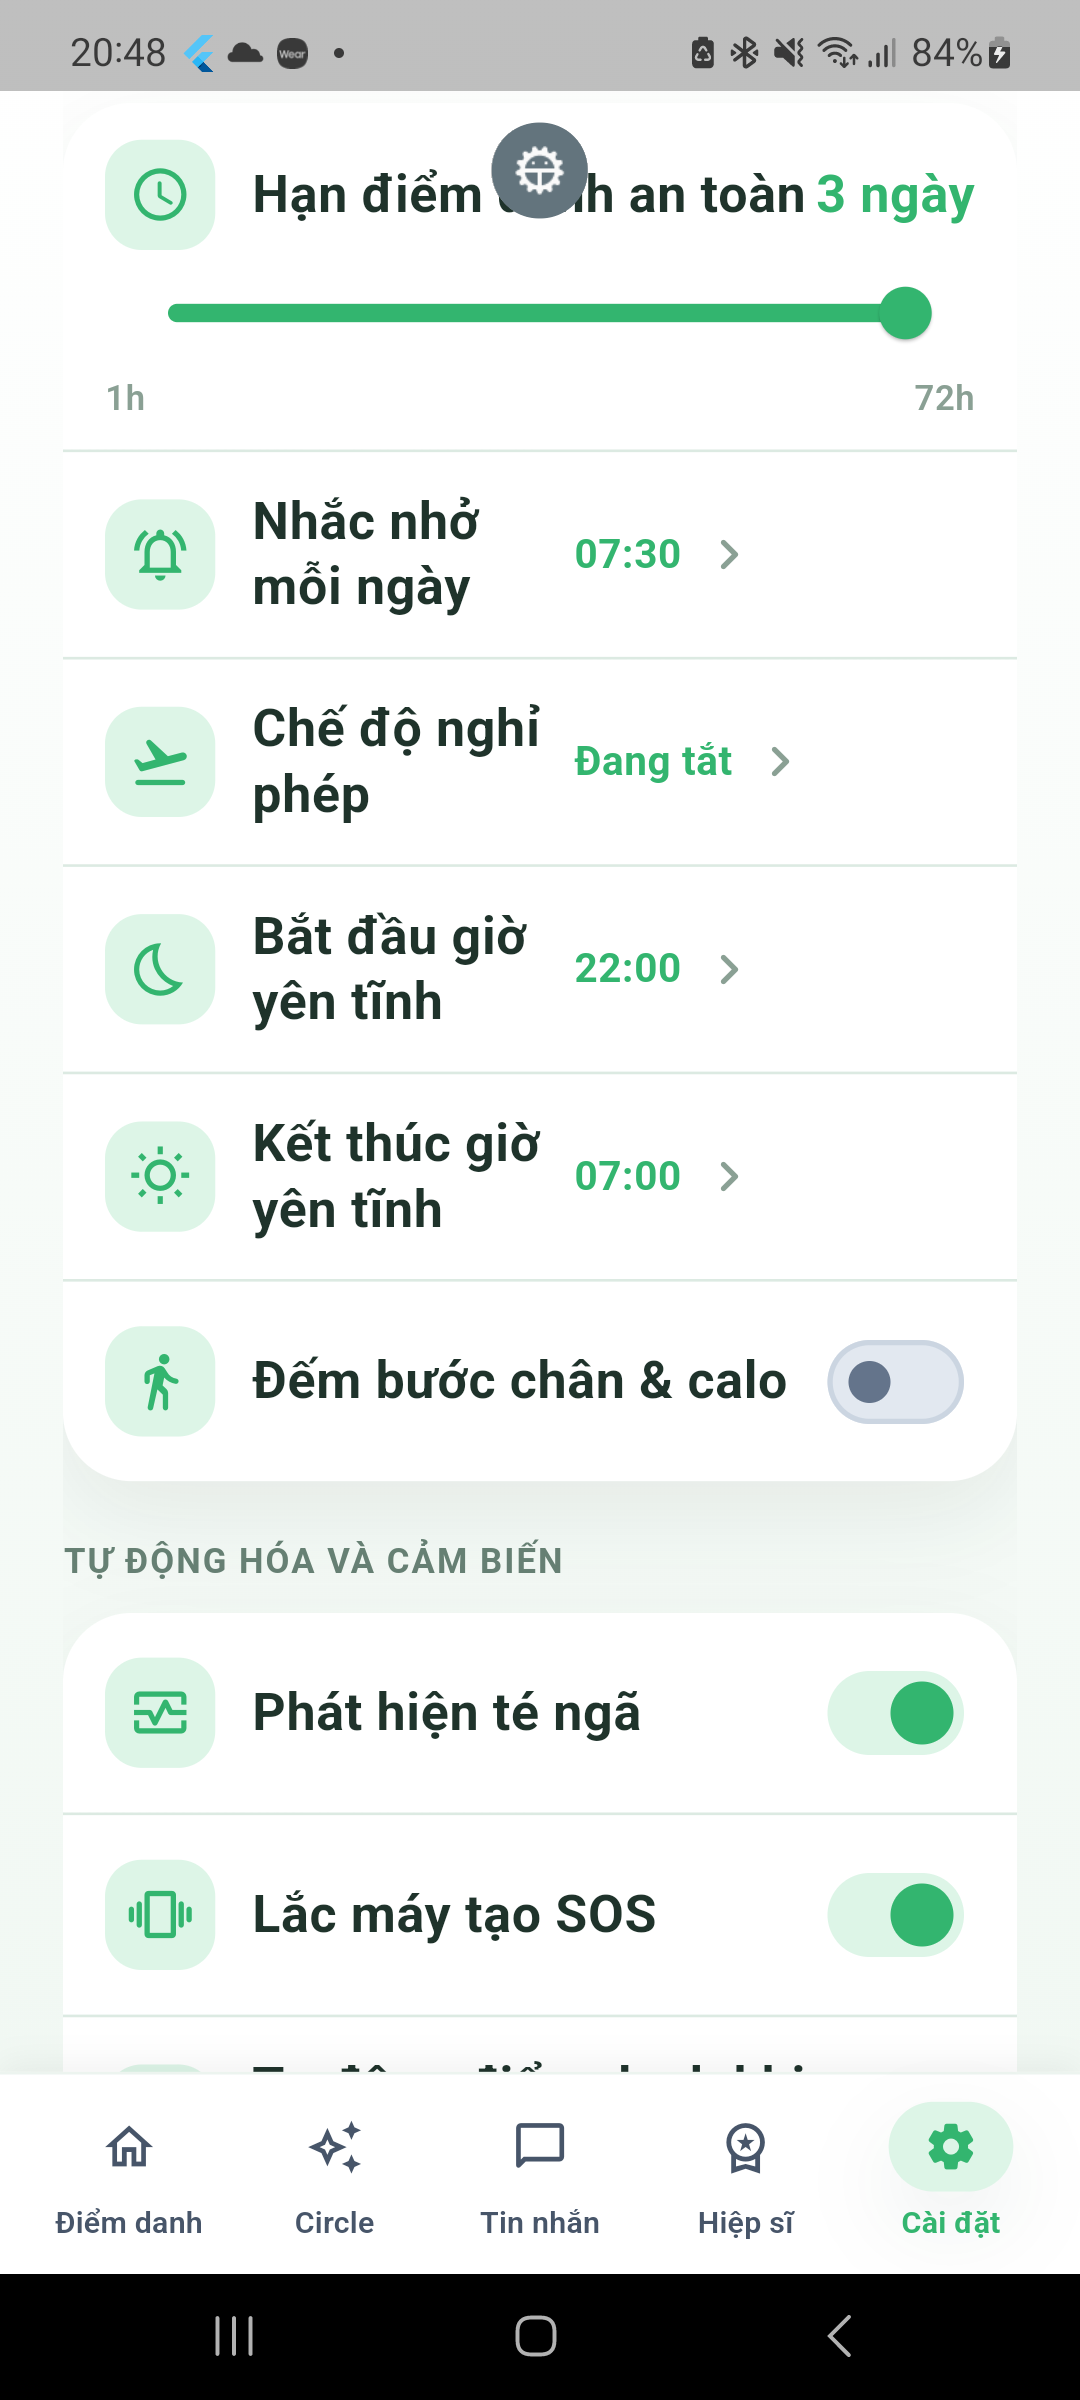 20:48
Wear
84%
Hạn điểm an toàn 3 ngày
1h
72h
Nhắc nhở
mỗi ngày
07:30
Chế độ nghỉ
phép
Đang tắt
Bắt đầu giờ
yên tĩnh
22:00
Kết thúc giờ
yên tĩnh
07:00
Đếm bước chân & calo
TỰ ĐỘNG HÓA VÀ CẢM BIẾN
Phát hiện té ngã
Lắc máy tạo SOS
Điểm danh
Circle
Tin nhắn
Hiệp sĩ
Cài đặt